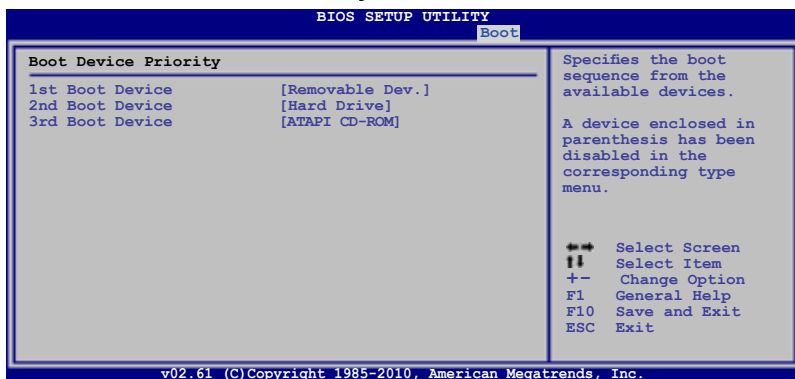 BIOS SETUP UTILITY
Boot
Boot Device Priority
1st Boot Device [Removable Dev.]
2nd Boot Device [Hard Drive]
3rd Boot Device [ATAPI CD-ROM]
Specifies the boot
sequence from the
available devices.
A device enclosed in
parenthesis has been
disabled in the
corresponding type
menu.
←→ Select Screen
↑↓ Select Item
+- Change Option
F1 General Help
F10 Save and Exit
ESC Exit
v02.61 (C)Copyright 1985-2010, American Megatrends, Inc.